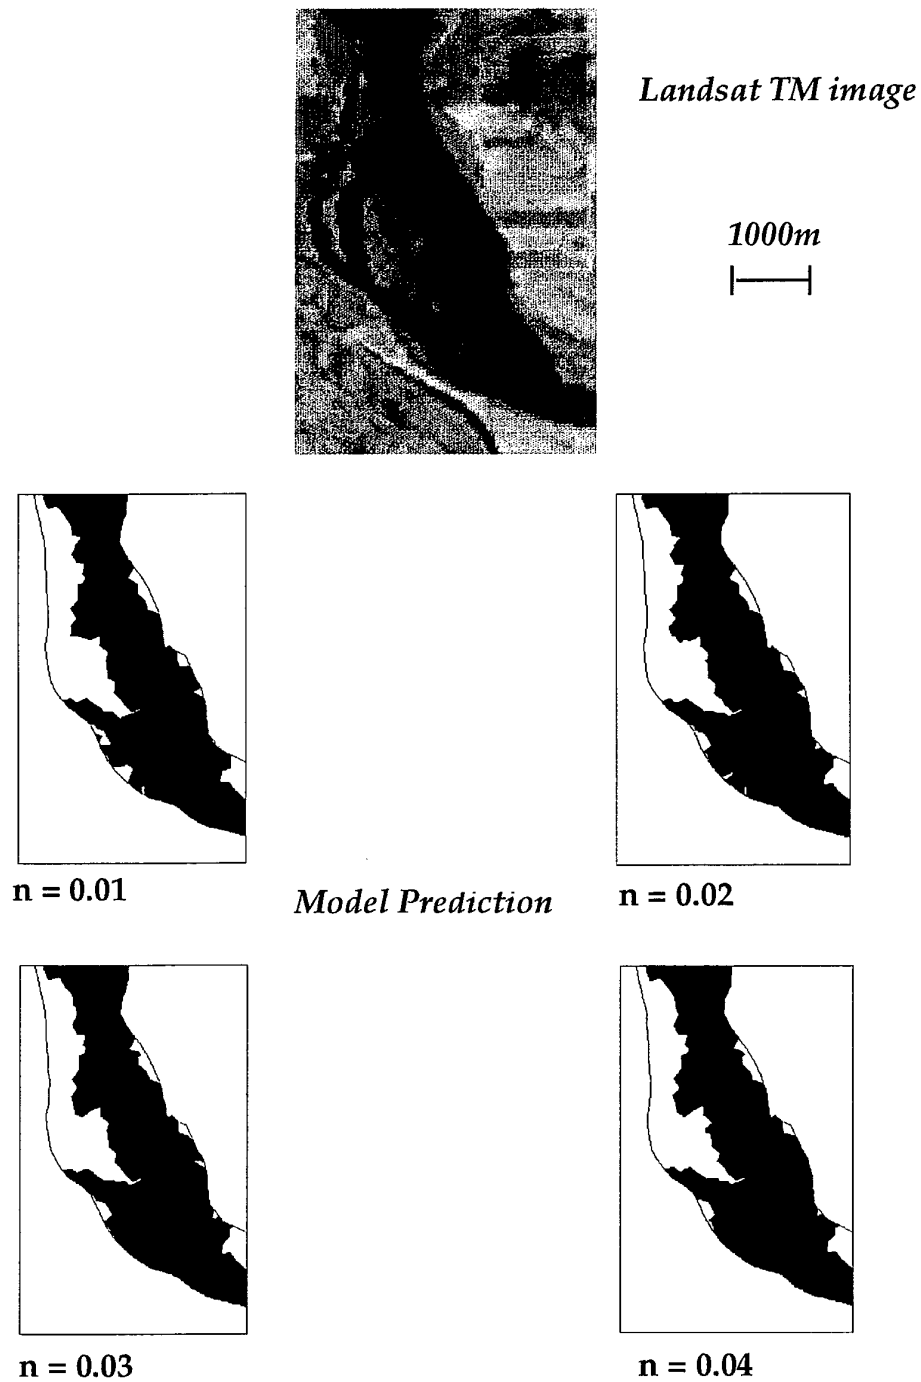 Landsat TM image
1000m
n = 0.01
Model Prediction
n = 0.02
n = 0.03
n = 0.04